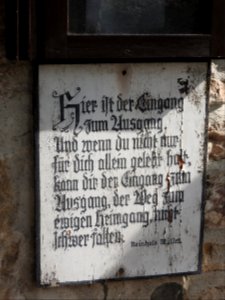 Hier ist der Eingang
zum Ausgang.
Und wenn du nicht nur
für dich allein gelebt hast
kann dir der Eingang zum
Ausgang, der Weg zum
ewigen Heimgang, nicht
schwer fallen.
Reinhold